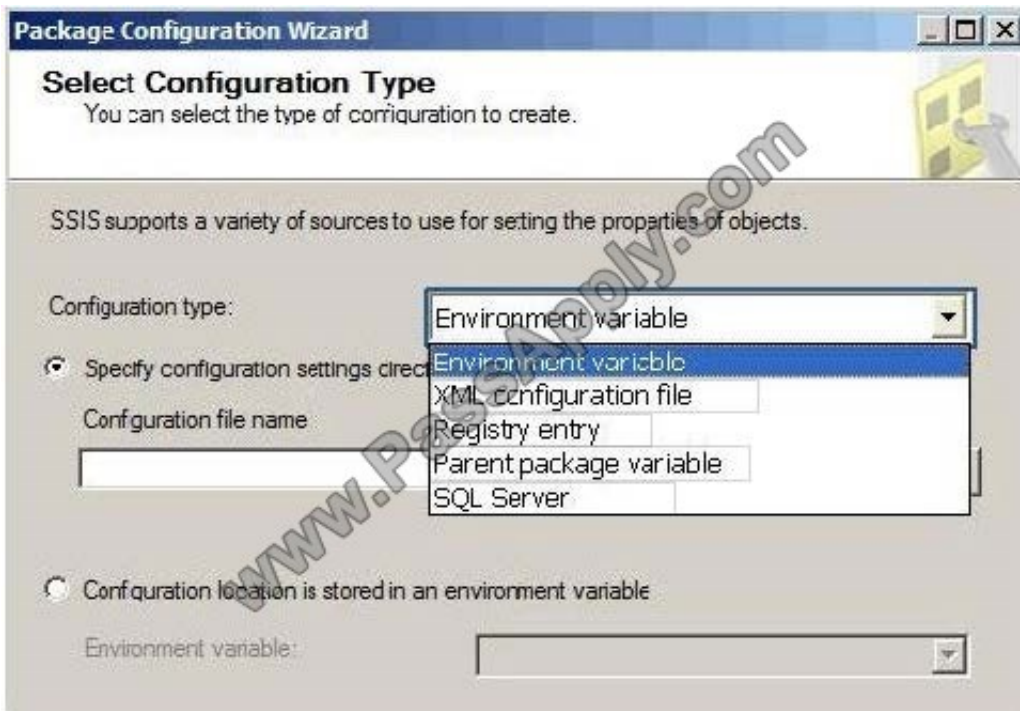 Package Configuration Wizard
Select Configuration Type
You can select the type of configuration to create.
SSIS supports a variety of sources to use for setting the properties of objects.
Configuration type:
Environment variable
Environment variable
Specify configuration settings direc
XML configuration file
Configuration file name
Registry entry
Parent package variable
SQL Server
Configuration location is stored in an environment variable
Environment variable:
www.PassApply.com